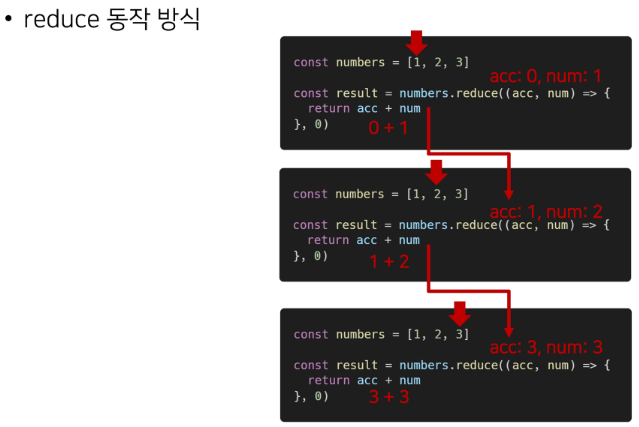 • reduce 동작 방식
const numbers = [1, 2, 3]
acc: 0, num: 1
const result = numbers.reduce((acc, num) => {
return acc + num
}, 0)
0 + 1
const numbers = [1, 2, 3]
acc: 1, num: 2
const result = numbers.reduce((acc, num) => {
return acc + num
}, 0)
1 + 2
const numbers = [1, 2, 3]
acc: 3, num: 3
const result = numbers.reduce((acc, num) => {
return acc + num
}, 0)
3 + 3